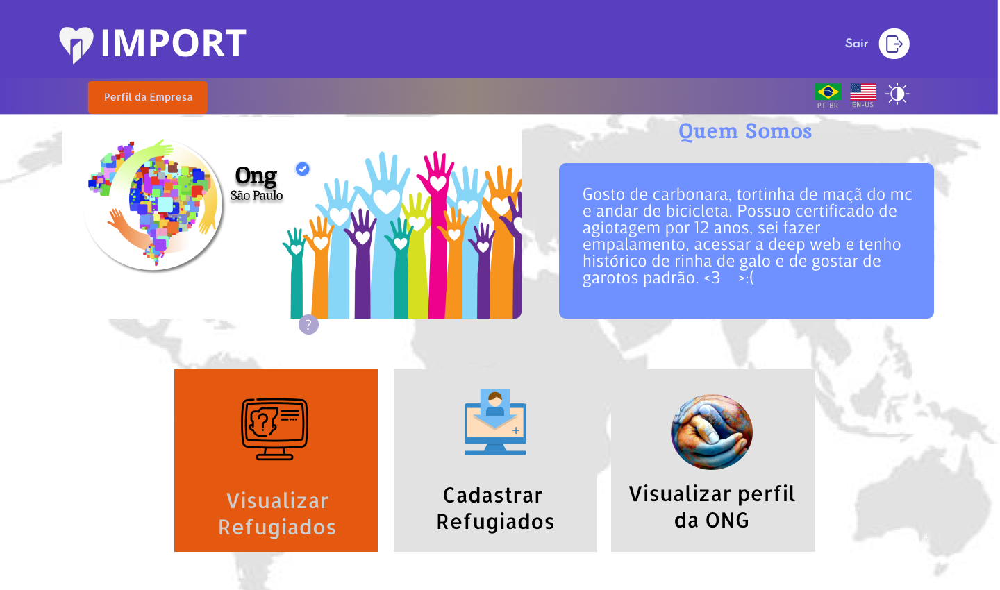 IMPORT
Sair
Perfil da Empresa
PT-BR
EN-US
Ong
São Paulo
Quem Somos
Gosto de carbonara, tortinha de maçã do mc
e andar de bicicleta. Possuo certificado de
agiotagem por 12 anos, sei fazer
empalamento, acessar a deep web e tenho
histórico de rinha de galo e de gostar de
garotos padrão. <3 >:(
?
Visualizar
Refugiados
Cadastrar
Refugiados
Visualizar perfil
da ONG